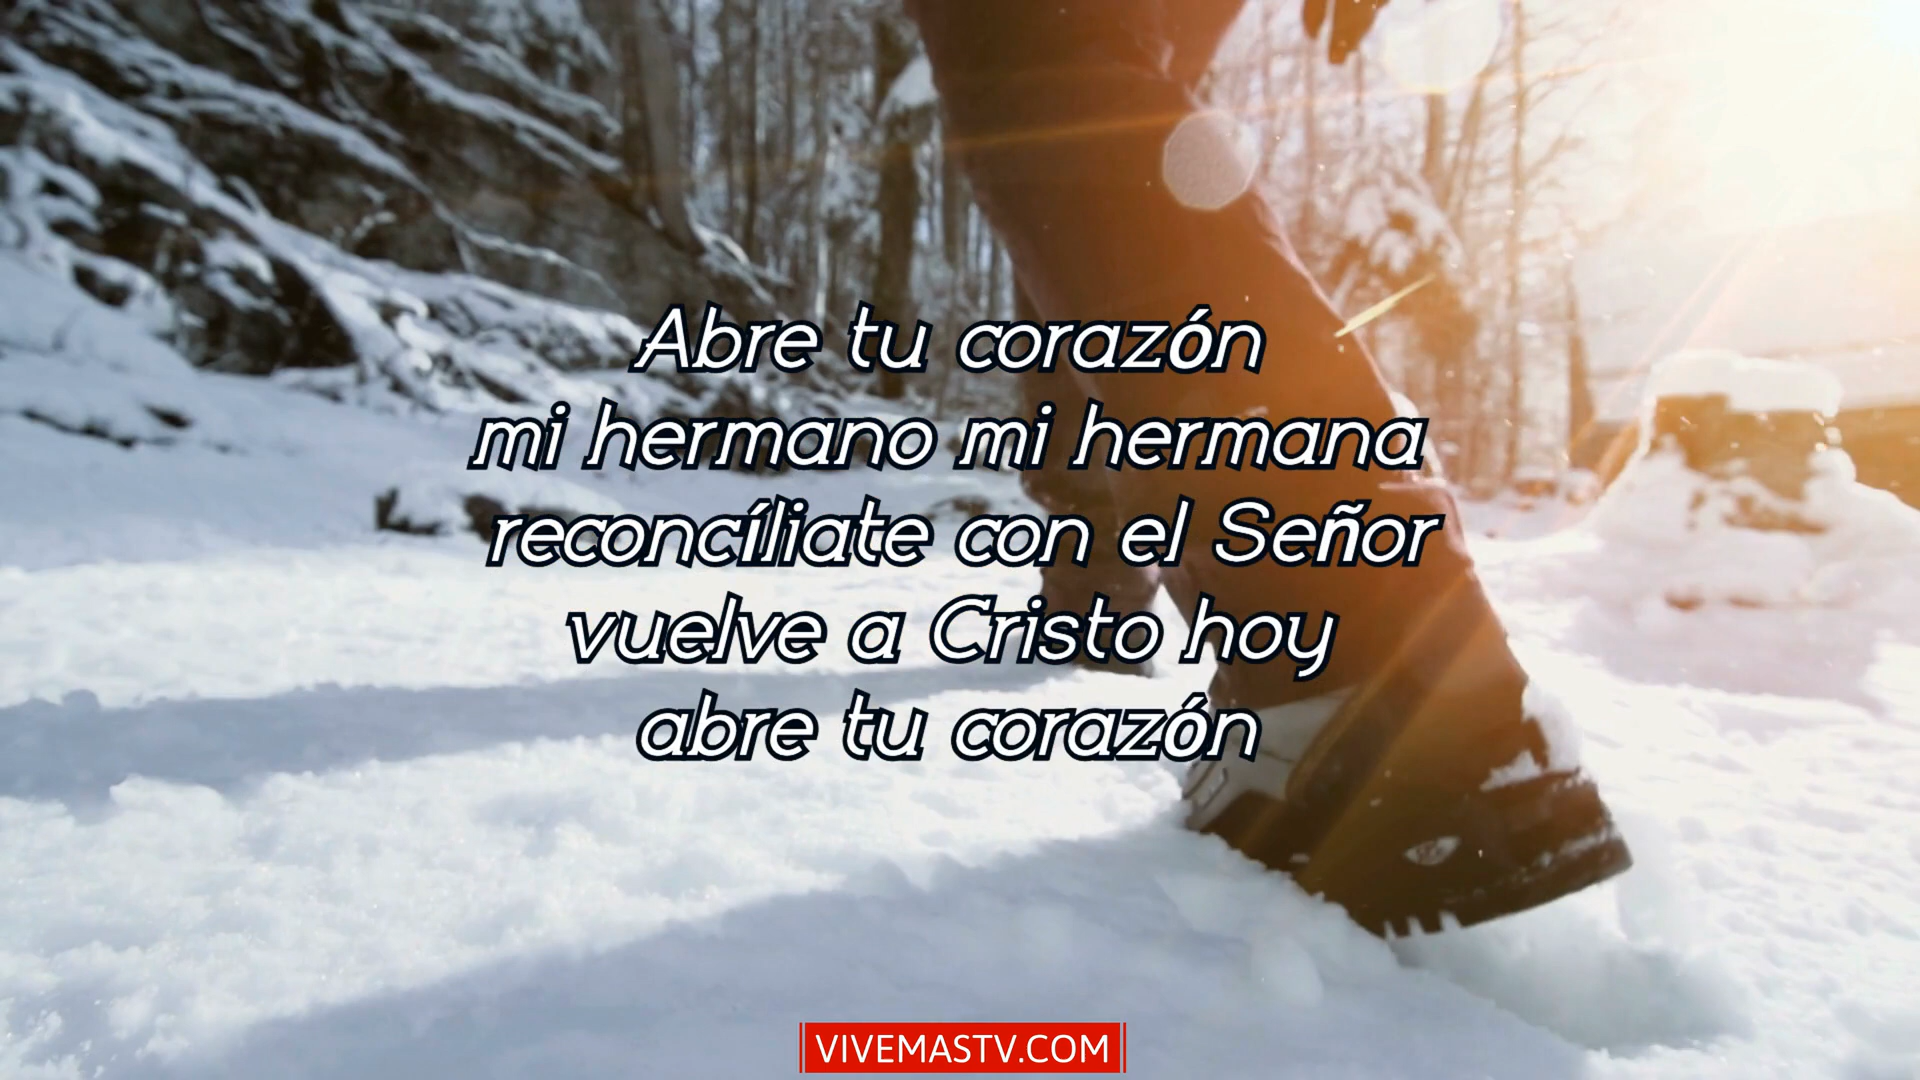 Abre tu corazón
mi hermano mi hermana
reconcíliate con el Señor
vuelve a Cristo hoy
abre tu corazón
VIVEMASTV.COM